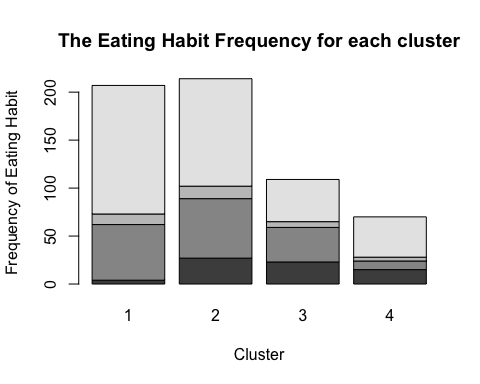 The Eating Habit Frequency for each cluster
Frequency of Eating Habit
200
150
100
50
0
1 2 3 4
Cluster